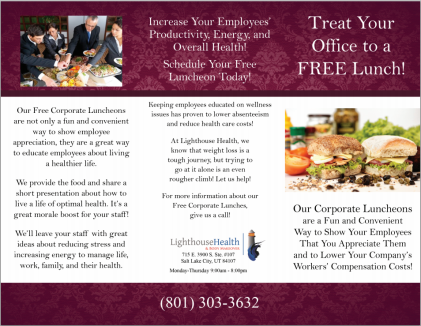 Our Free Corporate Luncheons
are not only a fun and convenient
way to show employee
appreciation, they are a great way
to educate employees about living
a healthier life.
We provide the food and share a
short presentation about how to
live a life of optimal health. It's a
great morale boost for your staff!
We'll leave your staff with great
ideas about reducing stress and
increasing energy to manage life,
work, family, and their health.
Increase Your Employees'
Productivity, Energy, and
Overall Health!
Schedule Your Free
Luncheon Today!
Keeping employees educated on wellness
issues has proven to lower absenteeism
and reduce health care costs!
At Lighthouse Health, we
know that weight loss is a
tough journey, but trying to
go at it alone is an even
rougher climb! Let us help!
For more information about our
Free Corporate Lunches,
give us a call!
LighthouseHealth
715 E. 3900 S. Ste. #107
Salt Lake City, UT 84107
Monday-Thursday 9:00am - 8:00pm
(801) 303-3632
Treat Your
Office to a
FREE Lunch!
Our Corporate Luncheons
are a Fun and Convenient
Way to Show Your Employees
That You Appreciate Them
and to Lower Your Company's
Workers' Compensation Costs!